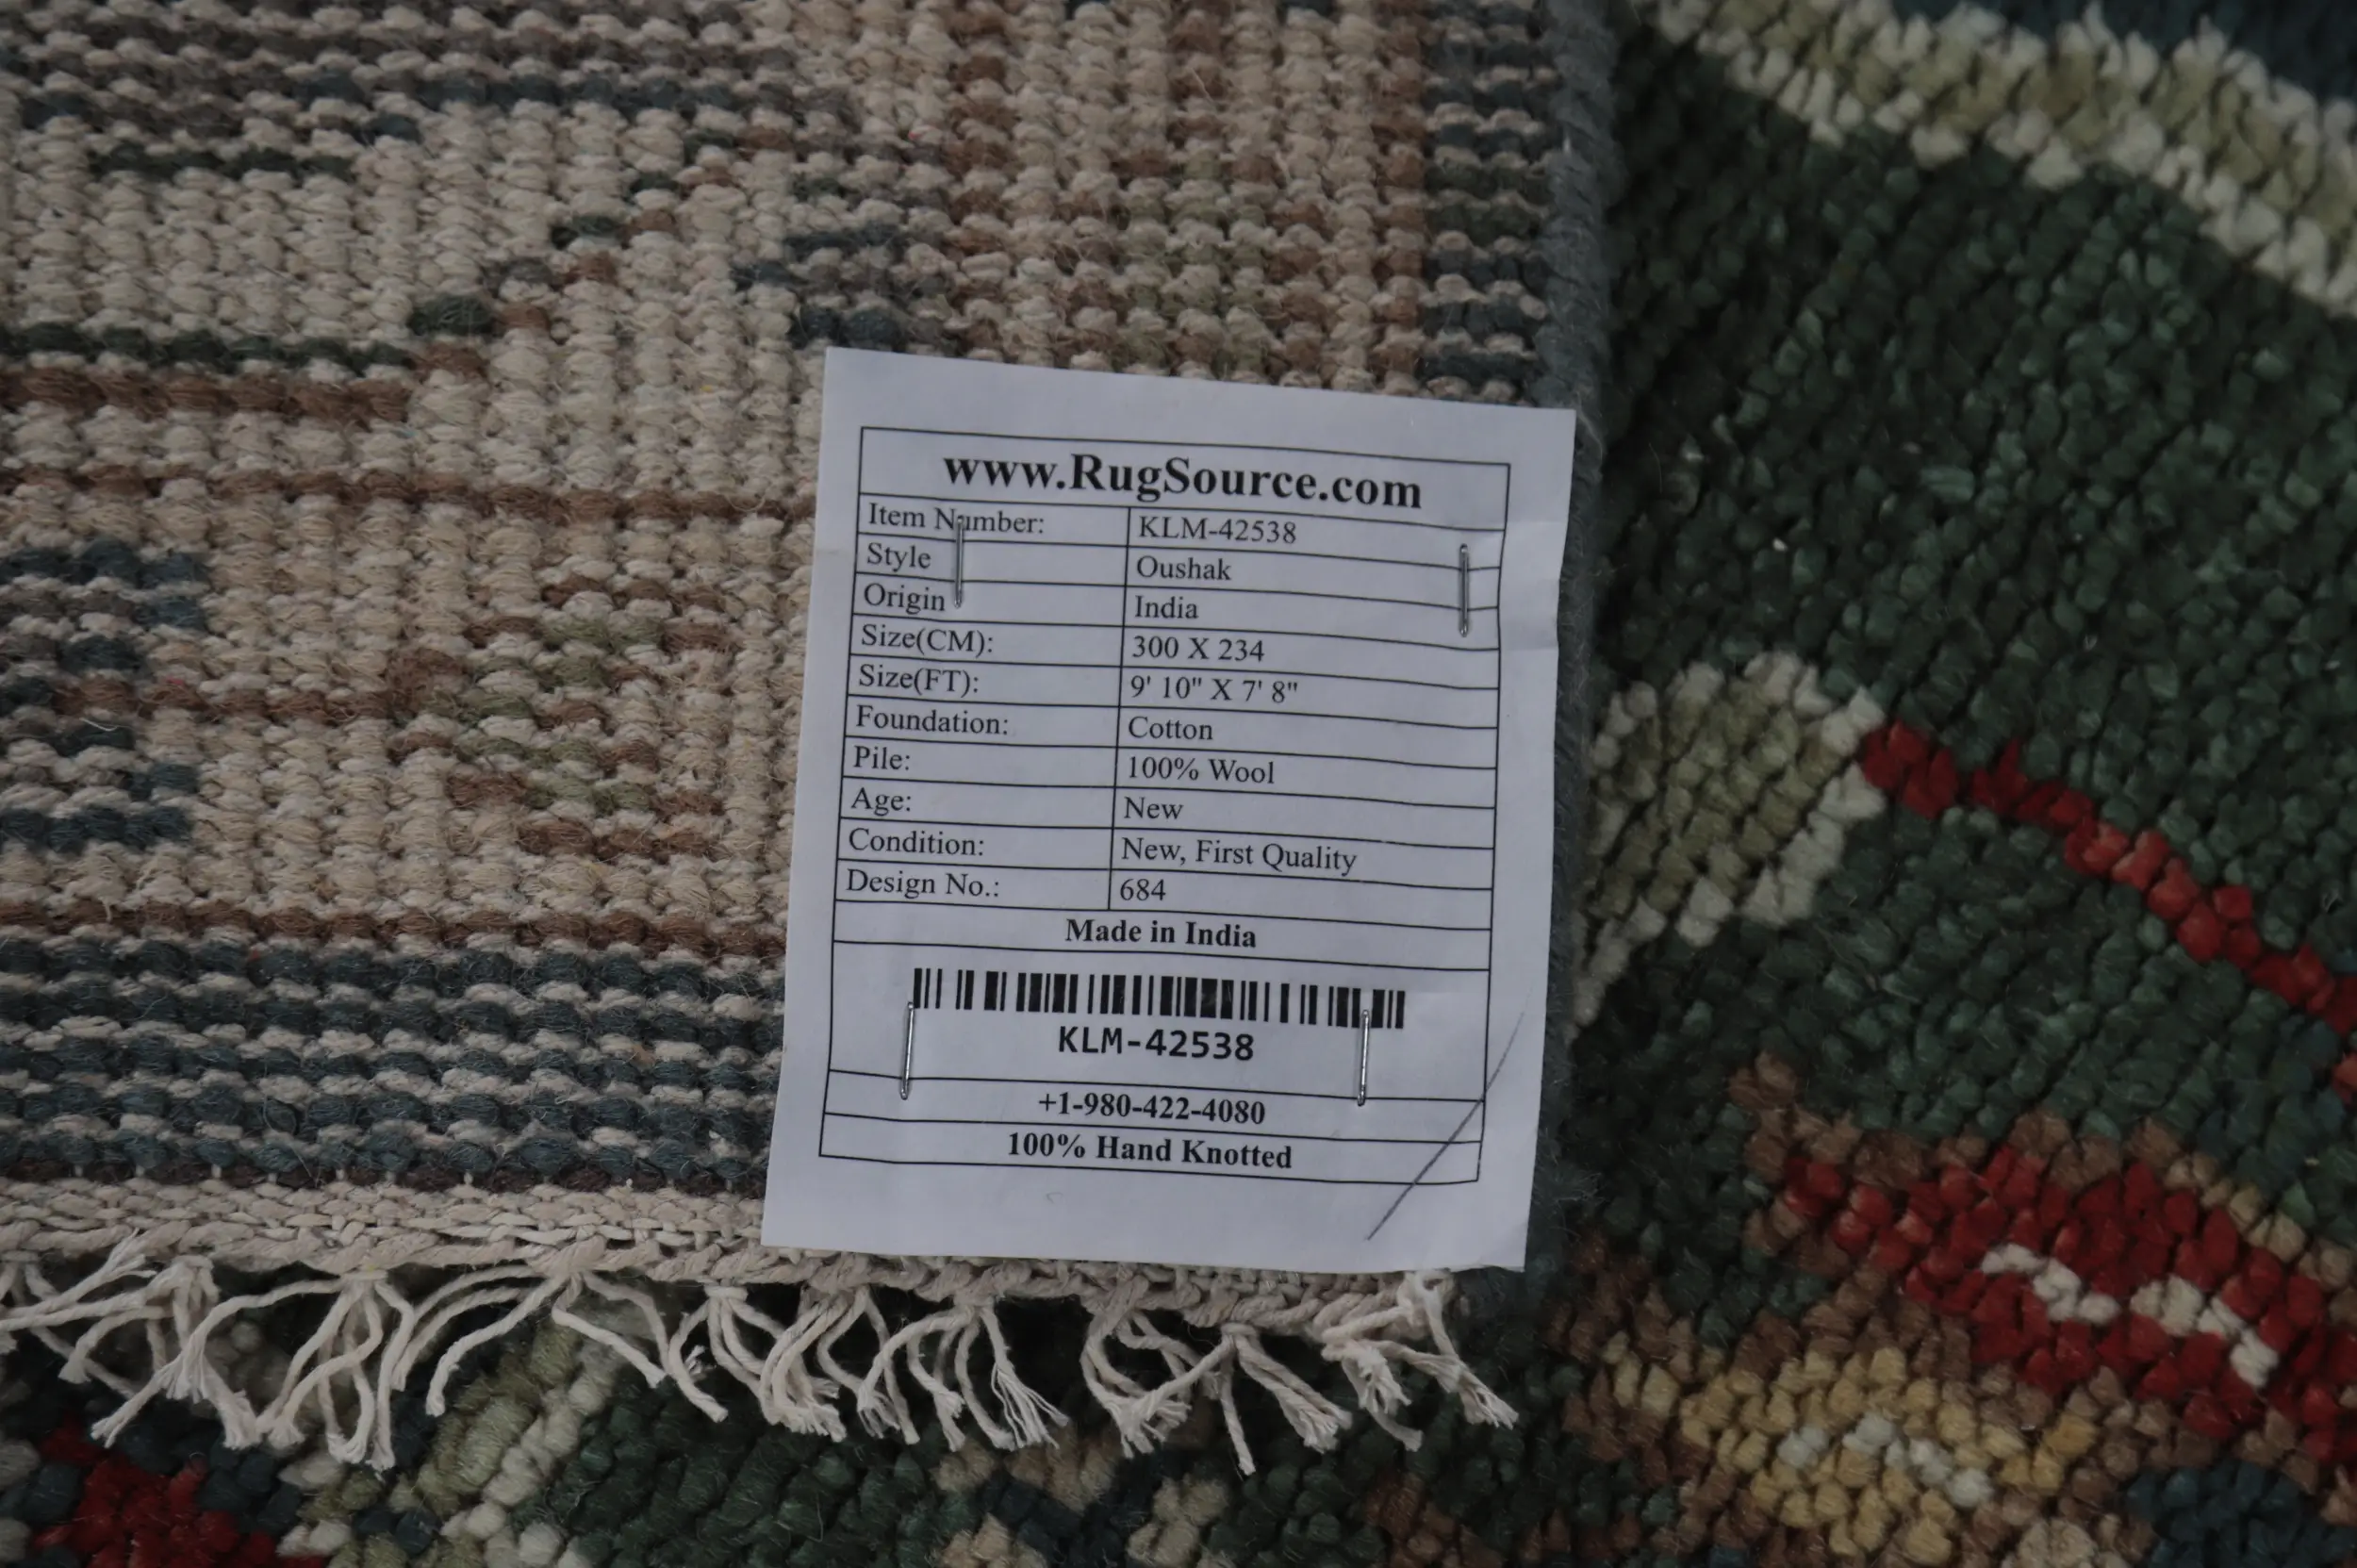 www.RugSource.com
Item Number: KLM-42538
Style Oushak
Origin India
Size(CM): 300 X 234
Size(FT): 9' 10" X 7' 8"
Foundation: Cotton
Pile: 100% Wool
Age: New
Condition: New, First Quality
Design No.: 684
Made in India
KLM-42538
+1-980-422-4080
100% Hand Knotted